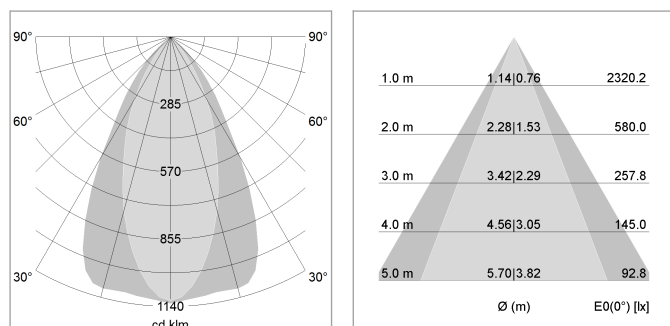 90° 90°
285
60° 60°
570
855
30° 30°
1140
cd klm
1.0 m 1.14|0.76 2320.2
2.0 m 2.28|1.53 580.0
3.0 m 3.42|2.29 257.8
4.0 m 4.56|3.05 145.0
5.0 m 5.70|3.82 92.8
Ø (m) E0(0°) [lx]